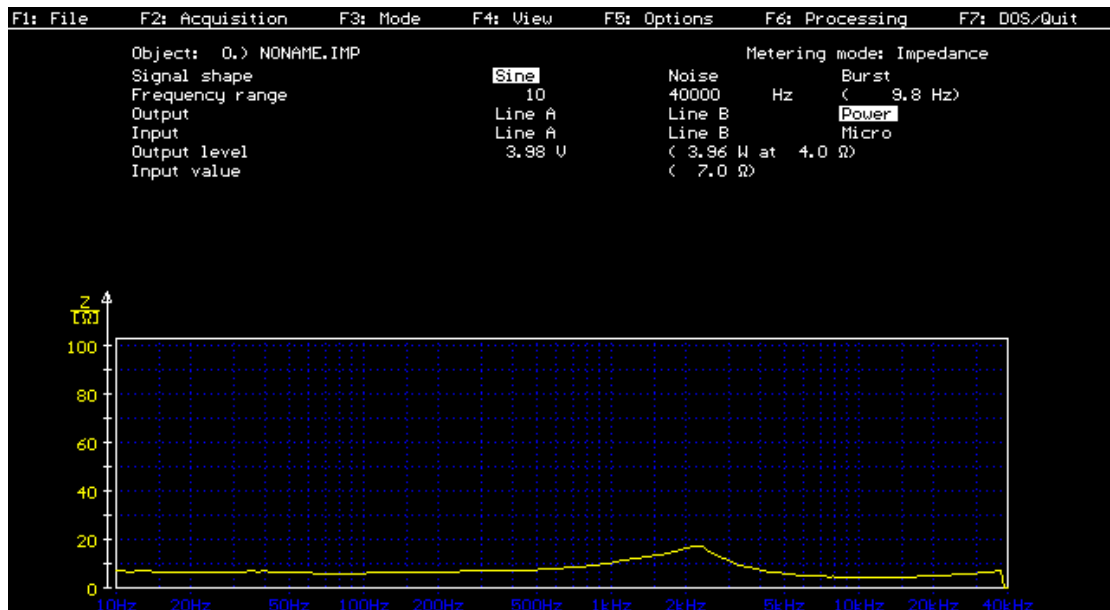 F1: File F2: Acquisition F3: Mode F4: View F5: Options F6: Processing F7: DOS/Quit
Object: 0.) NONAME.IMP Metering mode: Impedance
Signal shape Sine Noise Burst
Frequency range 10 40000 Hz ( 9.8 Hz)
Output Line A Line B Power
Input Line A Line B Micro
Output level 3.98 V ( 3.96 W at 4.0 Ω)
Input value ( 7.0 Ω)
Z
[Ω]
100
80
60
40
20
0
10Hz 20Hz 50Hz 100Hz 200Hz 500Hz 1kHz 2kHz 5kHz 10kHz 20kHz 40kHz